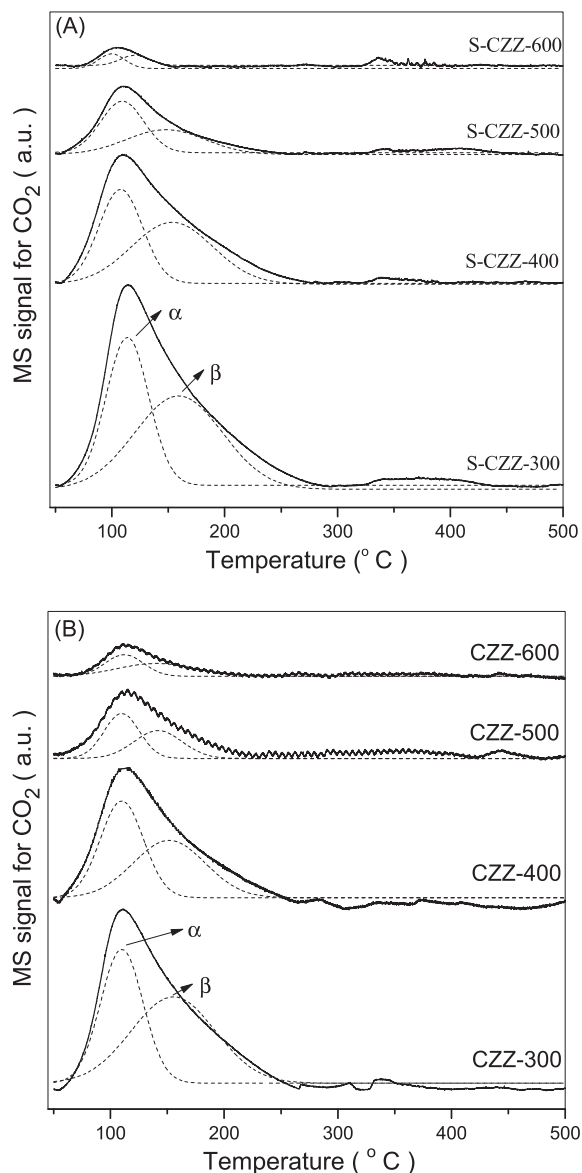 (A)
S-CZZ-600
S-CZZ-500
S-CZZ-400
α
β
S-CZZ-300
MS signal for CO2 ( a.u. )
100 200 300 400 500
Temperature (° C )
(B)
CZZ-600
CZZ-500
CZZ-400
α
β
CZZ-300
MS signal for CO2 ( a.u. )
100 200 300 400 500
Temperature ( ° C )